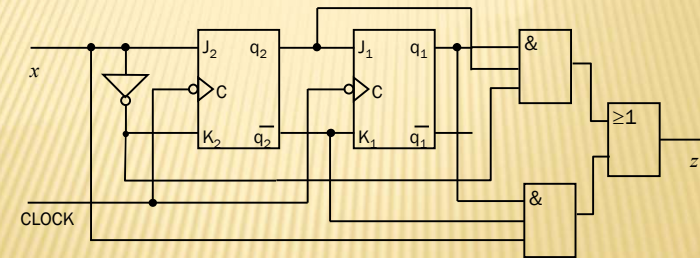 J₂ q₂ J₁ q₁ &
x
C C
≥1
K₂ q̅₂ K₁ q̅₁
z
&
CLOCK